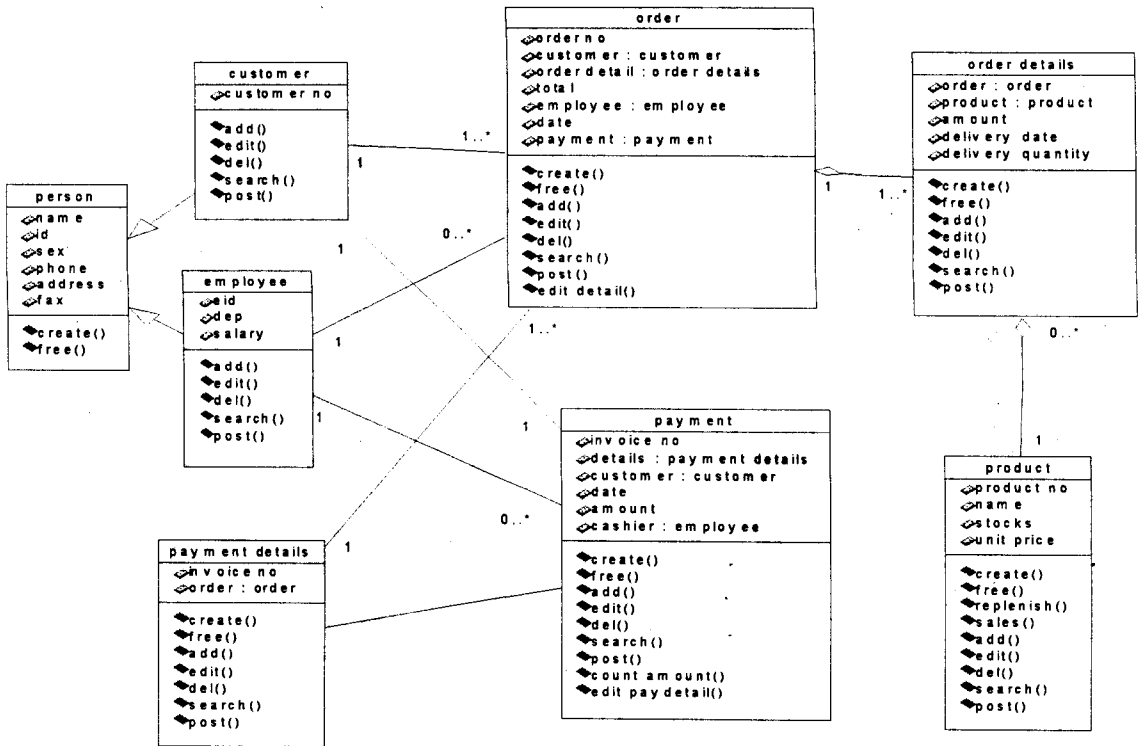 person
name
id
sex
phone
address
fax
create()
free()
customer
customer no
add()
edit()
del()
search()
post()
employee
eid
dep
salary
add()
edit()
del()
search()
post()
payment details
invoice no
order : order
create()
free()
add()
edit()
del()
search()
post()
order
order no
customer : customer
orderdetail : order details
total
employee : employee
date
payment : payment
create()
free()
add()
edit()
del()
search()
post()
edit detail()
payment
invoice no
details : payment details
customer : customer
date
amount
cashier : employee
create()
free()
add()
edit()
del()
search()
post()
count amount()
edit paydetail()
order details
order : order
product : product
amount
delivery date
delivery quantity
create()
free()
add()
edit()
del()
search()
post()
product
product no
name
stocks
unit price
create()
free()
replenish()
sales()
add()
edit()
del()
search()
post()
1
1..*
1
0..*
1
1
1
0..*
1
1..*
1
1..*
0..*
1